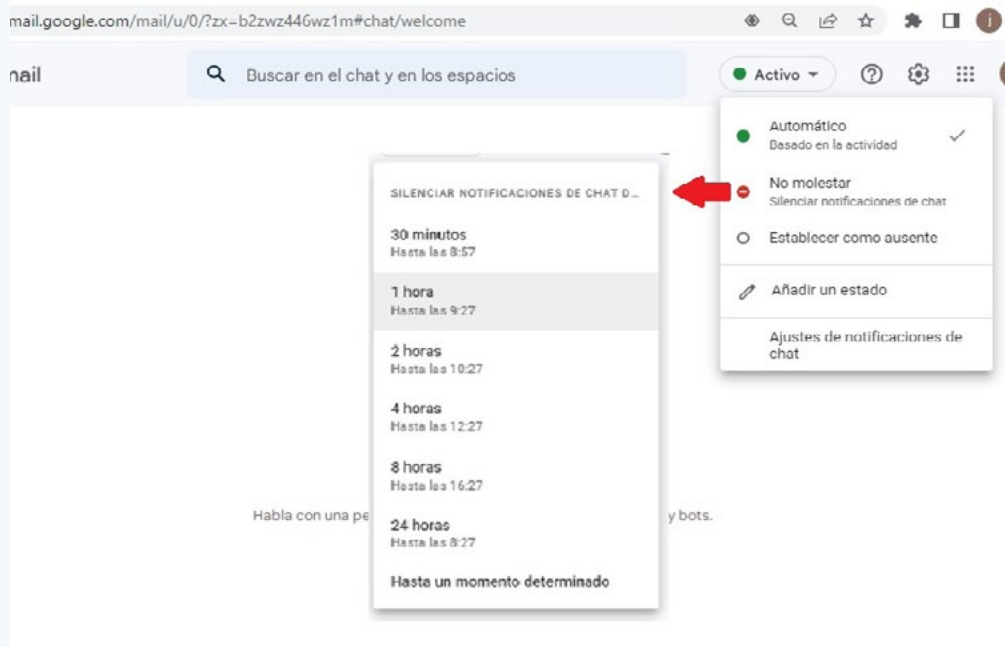 mail.google.com/mail/u/0/?zx=b2zwz446wz1m#chat/welcome
mail
Buscar en el chat y en los espacios
Activo
Automático
Basado en la actividad
No molestar
Silenciar notificaciones de chat
Establecer como ausente
Añadir un estado
Ajustes de notificaciones de
chat
SILENCIAR NOTIFICACIONES DE CHAT D...
30 minutos
Hasta las 8:57
1 hora
Hasta las 9:27
2 horas
Hasta las 10:27
4 horas
Hasta las 12:27
8 horas
Hasta las 16:27
24 horas
Hasta las 8:27
Hasta un momento determinado
Habla con una pe
y bots.